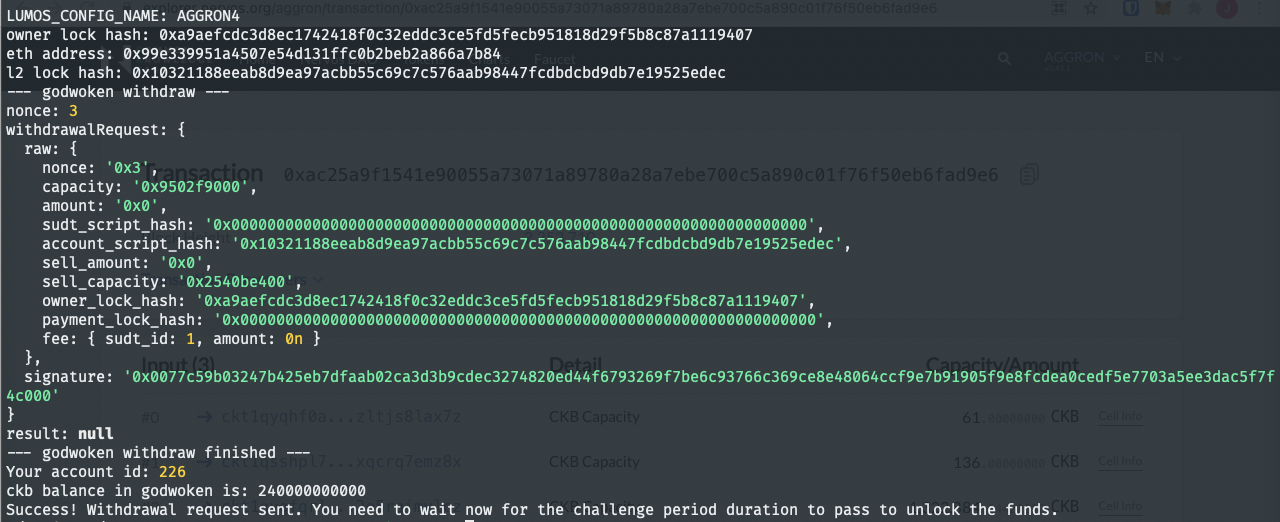 LUMOS_CONFIG_NAME: AGGRON4
owner lock hash: 0xa9aefcdc3d8ec1742418f0c32eddc3ce5fd5fecb951818d29f5b8c87a1119407
eth address: 0x99e339951a4507e54d131ffc0b2beb2a866a7b84
l2 lock hash: 0x10321188eeab8d9ea97acbb55c69c7c576aab98447fcdbdcbd9db7e19525edec
AGGRON
EN
Faucet
--- godwoken withdraw ---
nonce: 3
withdrawalRequest: {
raw: {
nonce: '0x3',
Transaction 0xac25a9f1541e90055a73071a89780a28a7ebe700c5a890c01f76f50eb6fad9e6
capacity: '0x9502f9000',
amount: '0x0',
sudt_script_hash: '0x0000000000000000000000000000000000000000000000000000000000000000',
account_script_hash: '0x10321188eeab8d9ea97acbb55c69c7c576aab98447fcdbdcbd9db7e19525edec',
sell_amount: '0x0',
sell_capacity: '0x2540be400',
owner_lock_hash: '0xa9aefcdc3d8ec1742418f0c32eddc3ce5fd5fecb951818d29f5b8c87a1119407',
payment_lock_hash: '0x0000000000000000000000000000000000000000000000000000000000000000',
fee: { sudt_id: 1, amount: 0n }
},
Input (3) Detail Capacity/Amount
signature: '0x0077c59b03247b425eb7dfaab02ca3d3b9cdec3274820ed44f6793269f7be6c93766c369ce8e48064ccf9e7b91905f9e8fcdea0cedf5e7703a5ee3dac5f7f
4c000'
}
#0 ckt1qyqhf0a...zltjs8lax7z CKB Capacity 61.00000000 CKB Cell Info
result: null
--- godwoken withdraw finished ---
CKB Capacity 136.00000000 CKB Cell Info
Your account id: 226
ckb balance in godwoken is: 240000000000
Success! Withdrawal request sent. You need to wait now for the challenge period duration to pass to unlock the funds.